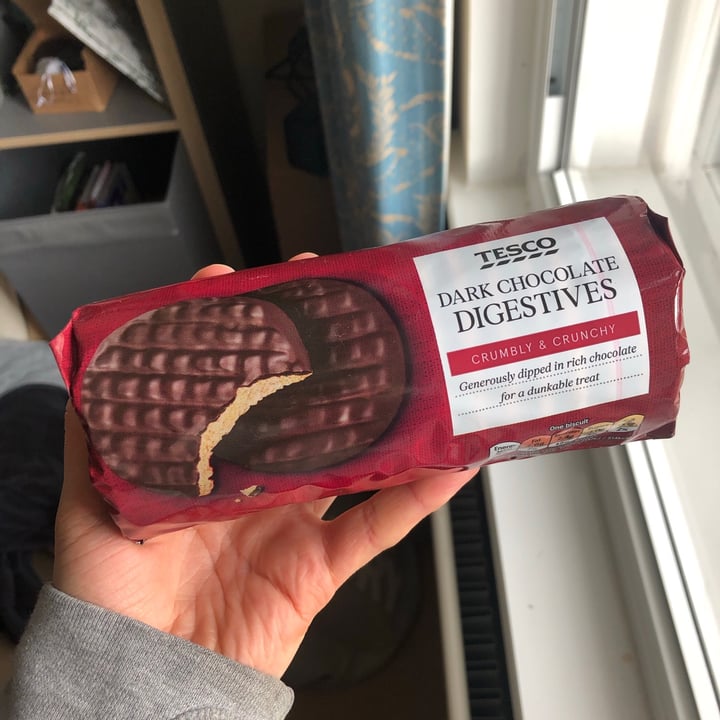 TESCO
DARK CHOCOLATE
DIGESTIVES
CRUMBLY & CRUNCHY
Generously dipped in rich chocolate
for a dunkable treat
One biscuit